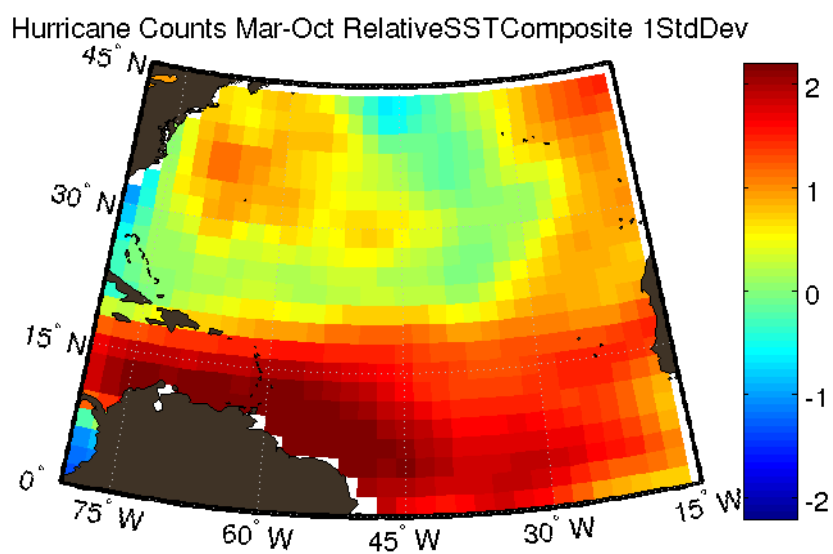 Hurricane Counts Mar-Oct RelativeSSTComposite 1StdDev
45° N
30° N
15° N
0°
75° W
60° W
45° W
30° W
15° W
2
1
0
-1
-2